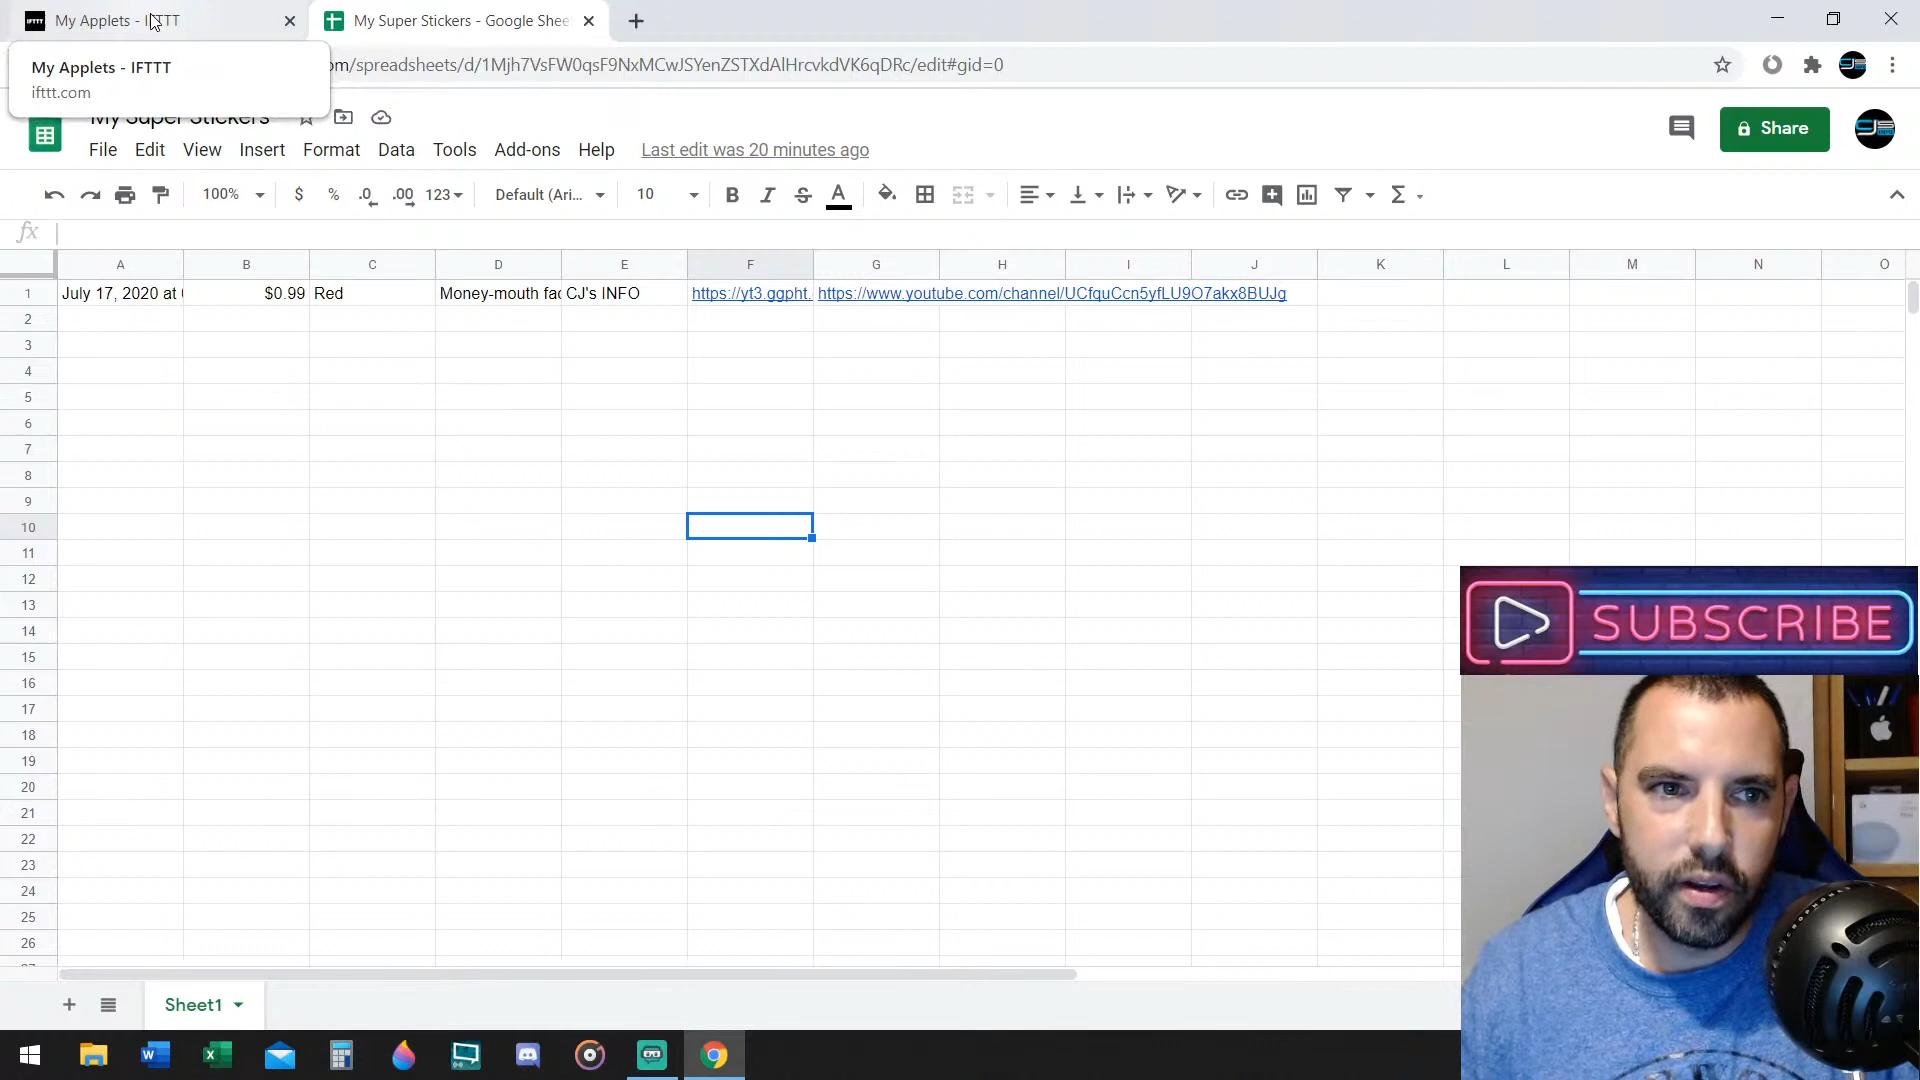 My Applets - IFTTT
My Super Stickers - Google Shee
My Applets - IFTTT
ifttt.com
om/spreadsheets/d/1Mjh7VsFW0qsF9NxMCwJSYenZSTXdAlHrcvkdVK6qDRc/edit#gid=0
My Super Stickers
File Edit View Insert Format Data Tools Add-ons Help Last edit was 20 minutes ago
Share
100% $ % .0 .00 123 Default (Ari... 10 B I S A
fx
A B C D E F G H I J K L M N O
1 July 17, 2020 at $0.99 Red Money-mouth fac CJ's INFO https://yt3.ggpht. https://www.youtube.com/channel/UCfquCcn5yfLU9O7akx8BUJg
2
3
4
5
6
7
8
9
10
11
12
13
14
15
16
17
18
19
20
21
22
23
24
25
26
SUBSCRIBE
Sheet1